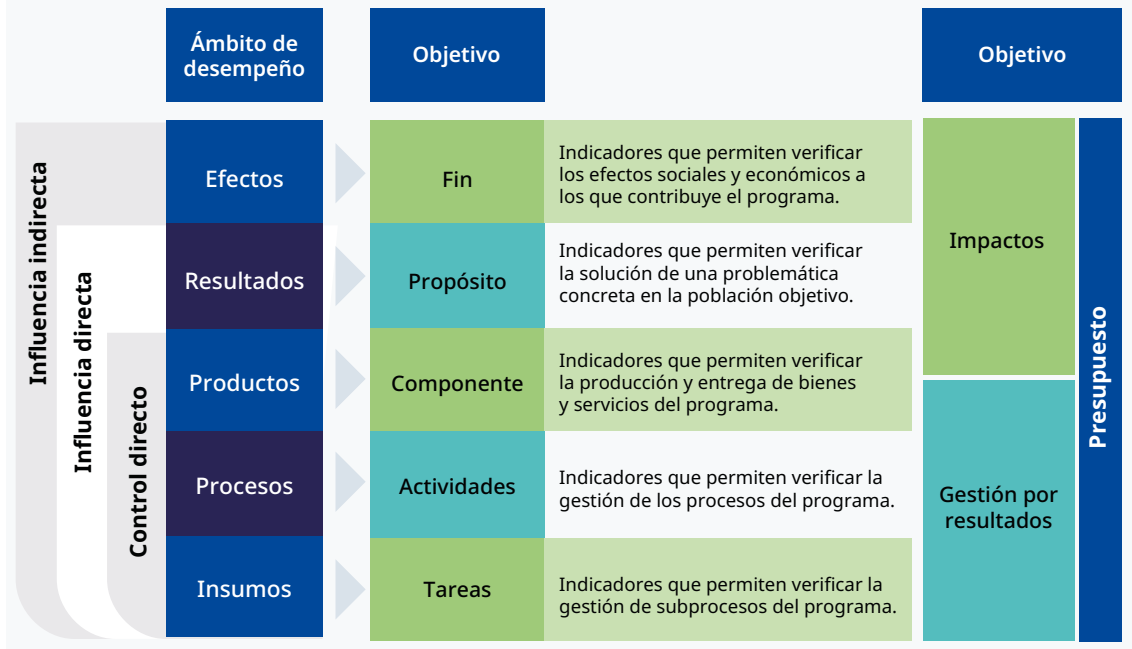 Ámbito de
desempeño
Objetivo
Objetivo
Influencia indirecta
Influencia directa
Control directo
Efectos
Fin
Indicadores que permiten verificar
los efectos sociales y económicos a
los que contribuye el programa.
Resultados
Propósito
Indicadores que permiten verificar
la solución de una problemática
concreta en la población objetivo.
Productos
Componente
Indicadores que permiten verificar
la producción y entrega de bienes
y servicios del programa.
Procesos
Actividades
Indicadores que permiten verificar la
gestión de los procesos del programa.
Insumos
Tareas
Indicadores que permiten verificar la
gestión de subprocesos del programa.
Impactos
Gestión por
resultados
Presupuesto